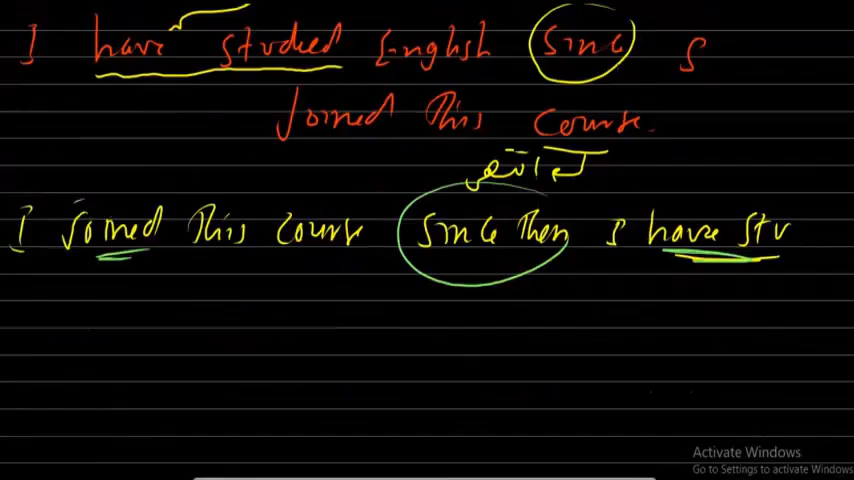 I have studied English since I
Joined This Course.
I Joined This Course Since Then I have Stu
Activate Windows
Go to Settings to activate Windows